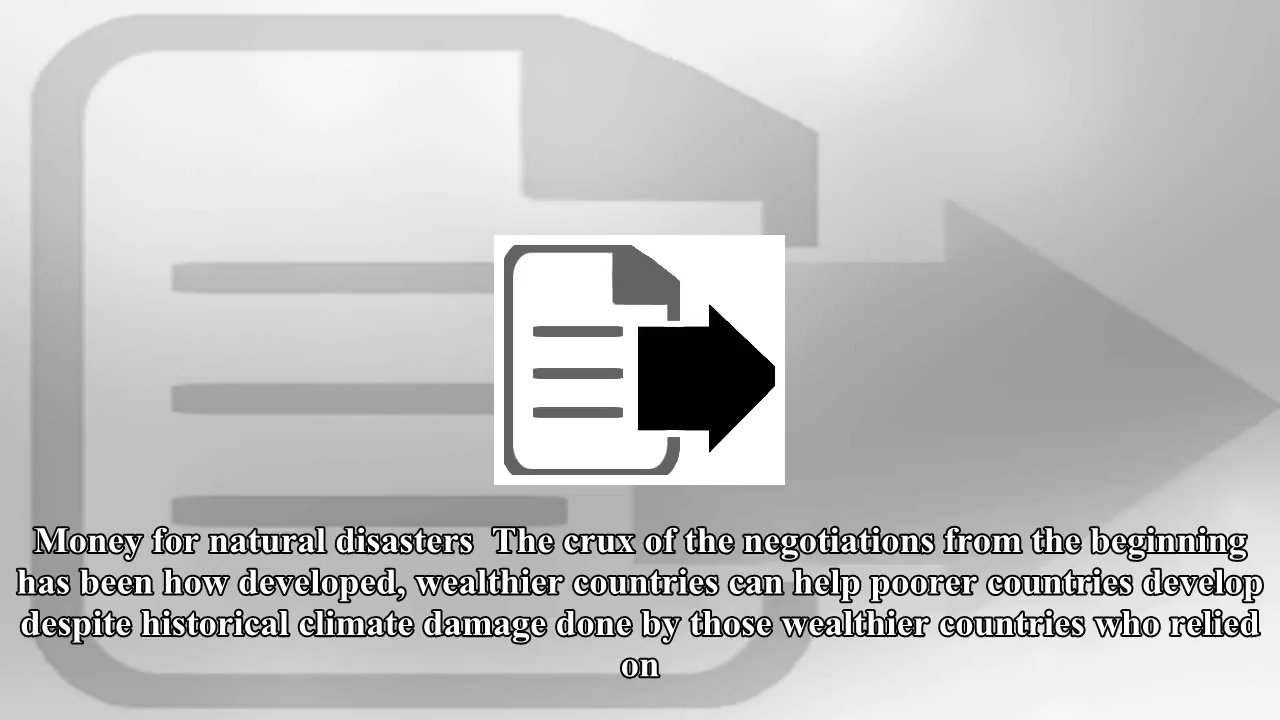 Money for natural disasters  The crux of the negotiations from the beginning
has been how developed, wealthier countries can help poorer countries develop
despite historical climate damage done by those wealthier countries who relied
on